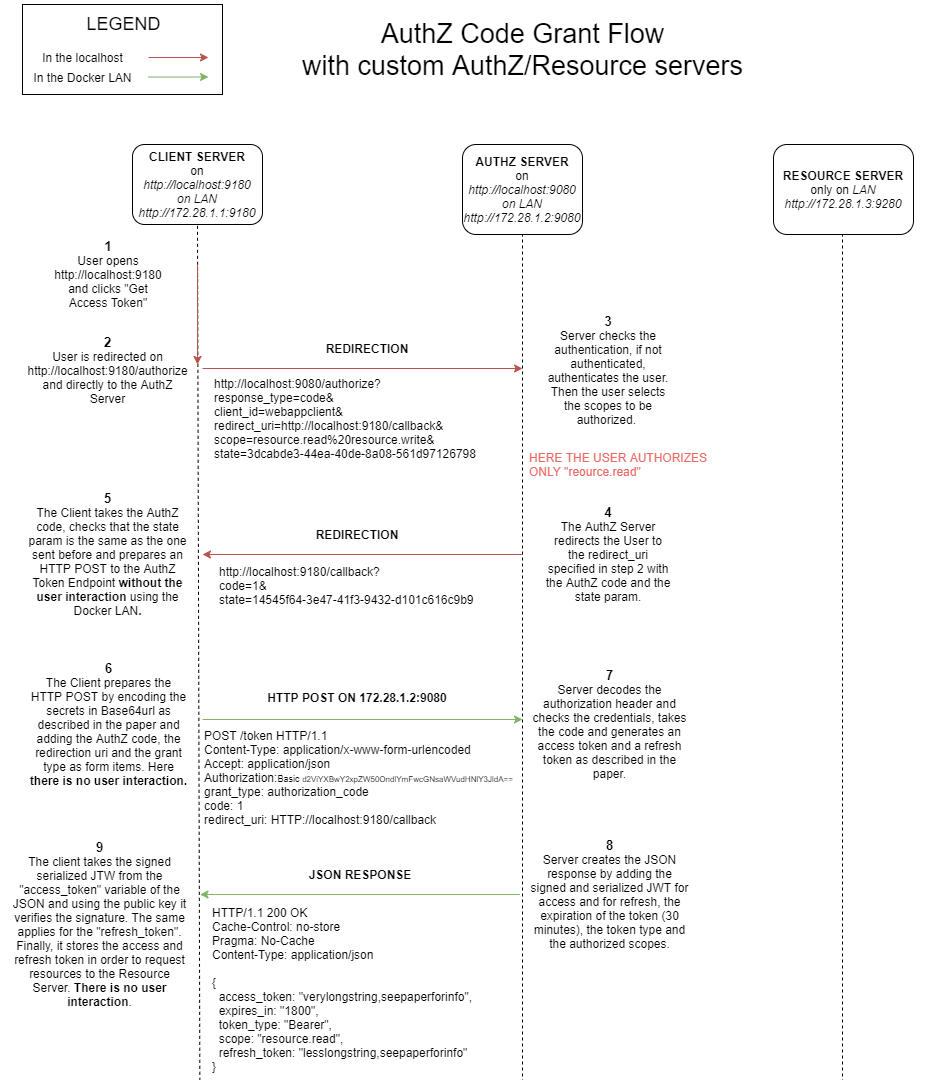 LEGEND
In the localhost
In the Docker LAN
AuthZ Code Grant Flow
with custom AuthZ/Resource servers
CLIENT SERVER
on
http://localhost:9180
on LAN
http://172.28.1.1:9180
AUTHZ SERVER
on
http://localhost:9080
on LAN
http://172.28.1.2:9080
RESOURCE SERVER
only on LAN
http://172.28.1.3:9280
1
User opens
http://localhost:9180
and clicks "Get
Access Token"
2
User is redirected on
http://localhost:9180/authorize
and directly to the AuthZ
Server
REDIRECTION
http://localhost:9080/authorize?
response_type=code&
client_id=webappclient&
redirect_uri=http://localhost:9180/callback&
scope=resource.read%20resource.write&
state=3dcabde3-44ea-40de-8a08-561d97126798
3
Server checks the
authentication, if not
authenticated,
authenticates the user.
Then the user selects
the scopes to be
authorized.
HERE THE USER AUTHORIZES
ONLY "reource.read"
4
The AuthZ Server
redirects the User to
the redirect_uri
specified in step 2 with
the AuthZ code and the
state param.
REDIRECTION
http://localhost:9180/callback?
code=1&
state=14545f64-3e47-41f3-9432-d101c616c9b9
5
The Client takes the AuthZ
code, checks that the state
param is the same as the one
sent before and prepares an
HTTP POST to the AuthZ
Token Endpoint without the
user interaction using the
Docker LAN.
6
The Client prepares the
HTTP POST by encoding the
secrets in Base64url as
described in the paper and
adding the AuthZ code, the
redirection uri and the grant
type as form items. Here
there is no user interaction.
HTTP POST ON 172.28.1.2:9080
POST /token HTTP/1.1
Content-Type: application/x-www-form-urlencoded
Accept: application/json
Authorization:Basic d2ViYXBwY2xpZW50OndlYmFwcGNsaWVudHNlY3JldA==
grant_type: authorization_code
code: 1
redirect_uri: HTTP://localhost:9180/callback
7
Server decodes the
authorization header and
checks the credentials, takes
the code and generates an
access token and a refresh
token as described in the
paper.
8
Server creates the JSON
response by adding the
signed and serialized JWT for
access and for refresh, the
expiration of the token (30
minutes), the token type and
the authorized scopes.
JSON RESPONSE
HTTP/1.1 200 OK
Cache-Control: no-store
Pragma: No-Cache
Content-Type: application/json
{
access_token: "verylongstring,seepaperforinfo",
expires_in: "1800",
token_type: "Bearer",
scope: "resource.read",
refresh_token: "lesslongstring,seepaperforinfo"
}
9
The client takes the signed
serialized JTW from the
"access_token" variable of the
JSON and using the public key it
verifies the signature. The same
applies for the "refresh_token".
Finally, it stores the access and
refresh token in order to request
resources to the Resource
Server. There is no user
interaction.